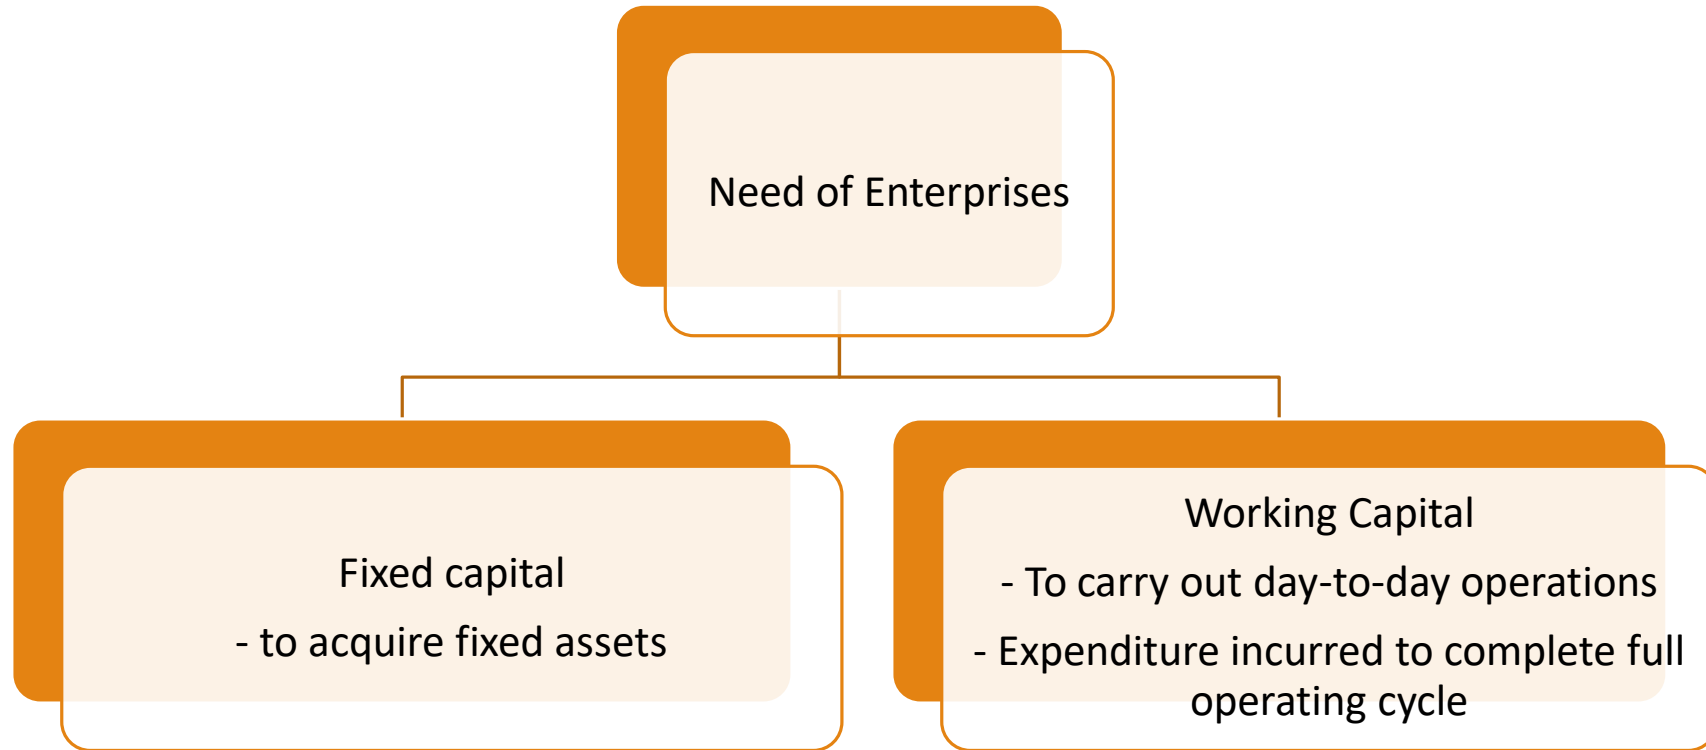 Need of Enterprises
Fixed capital
- to acquire fixed assets
Working Capital
- To carry out day-to-day operations
- Expenditure incurred to complete full
operating cycle